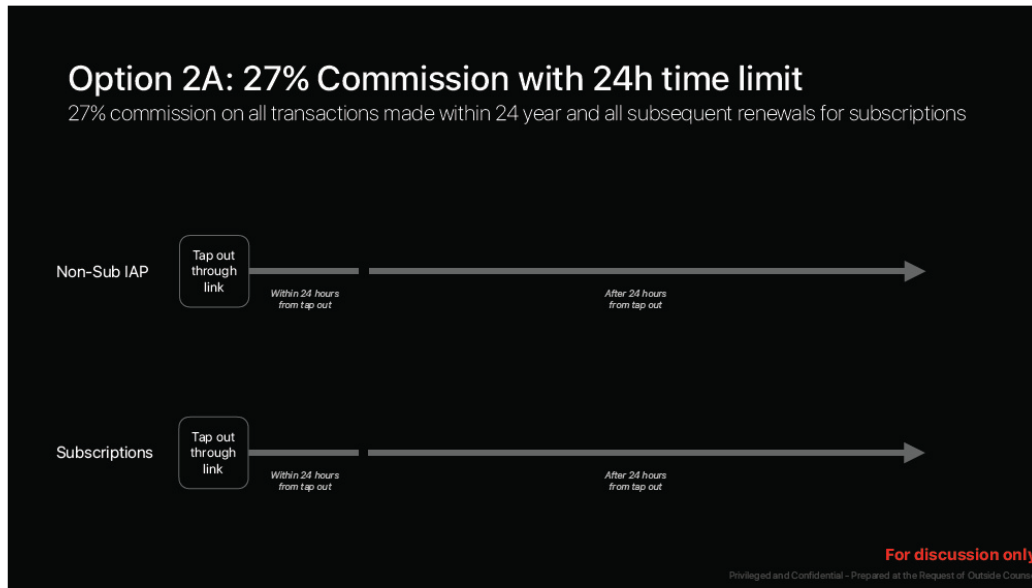 Option 2A: 27% Commission with 24h time limit
27% commission on all transactions made within 24 year and all subsequent renewals for subscriptions
Non-Sub IAP
Tap out
through
link
Within 24 hours
from tap out
After 24 hours
from tap out
Subscriptions
Tap out
through
link
Within 24 hours
from tap out
After 24 hours
from tap out
For discussion only
Privileged and Confidential - Prepared at the Request of Outside